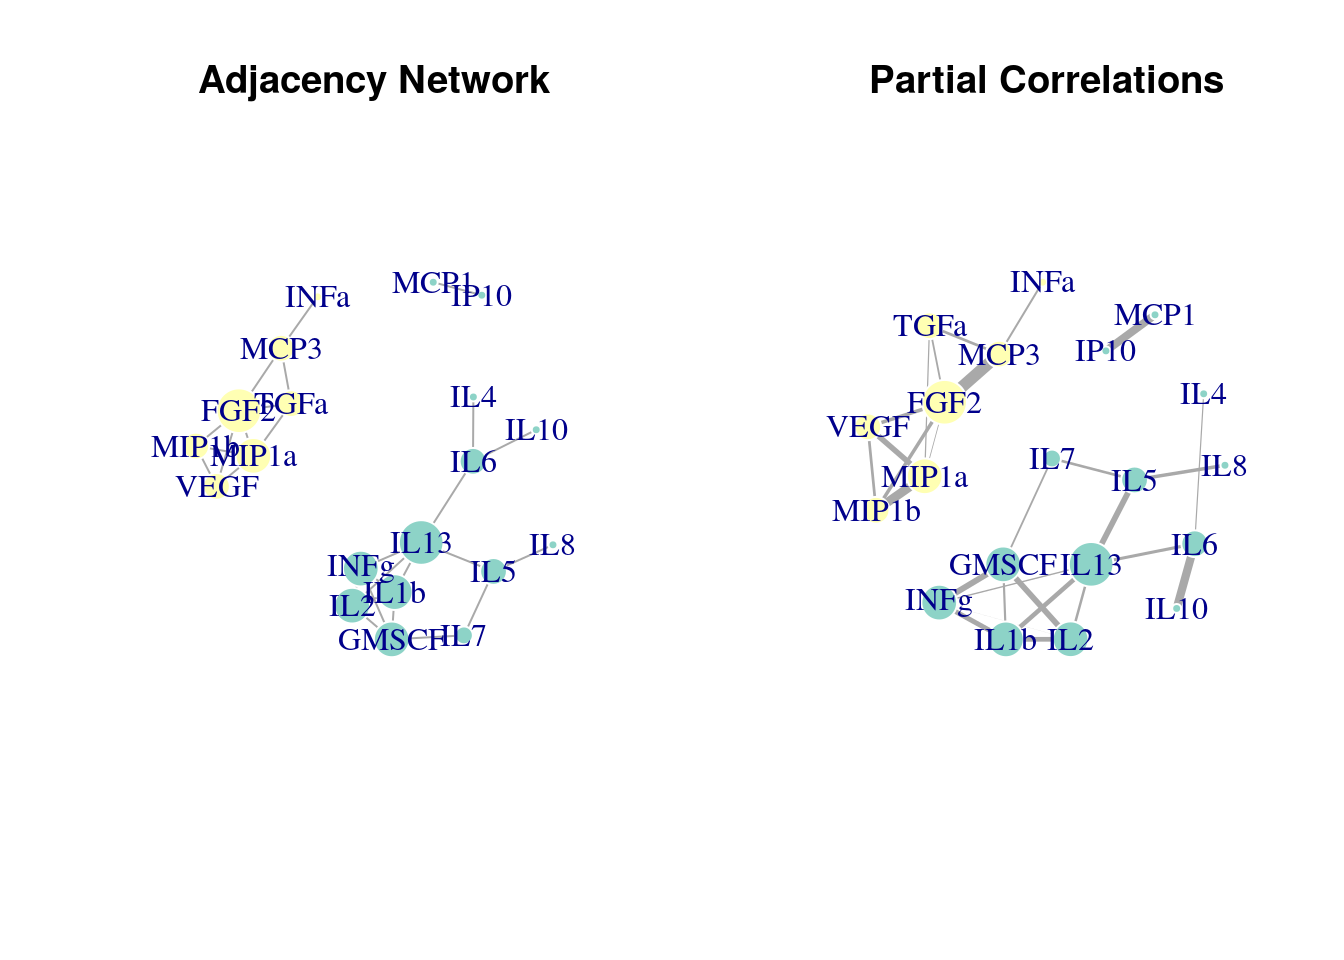 Adjacency Network
INFa
MCP1
IP10
MCP3
IL4
FGF2
TGFa
IL10
MIP1b
MIP1a
IL6
VEGF
IL13
IL8
INFg
IL5
IL1b
IL2
GMSCF
IL7
Partial Correlations
INFa
MCP1
TGFa
MCP3
IP10
IL4
FGF2
VEGF
IL7
IL8
MIP1a
IL5
MIP1b
IL6
GMSCF
IL13
INFg
IL10
IL1b
IL2